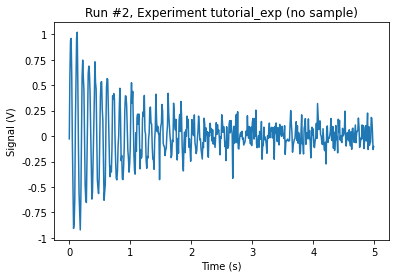 Run #2, Experiment tutorial_exp (no sample)
Signal (V)
1
0.75
0.5
0.25
0
-0.25
-0.5
-0.75
-1
0 1 2 3 4 5
Time (s)